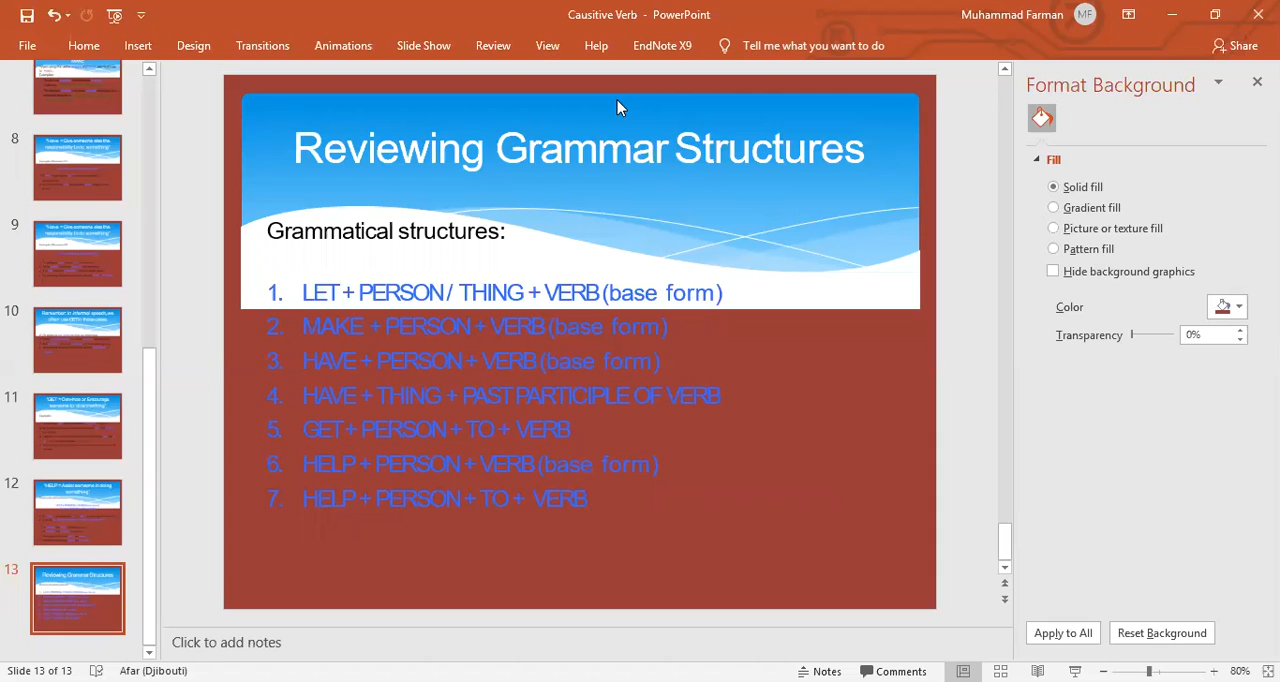 Causitive Verb - PowerPoint
Muhammad Farman MF
File Home Insert Design Transitions Animations Slide Show Review View Help EndNote X9 Tell me what you want to do Share
8
9
10
11
12
13
Reviewing Grammar Structures
Reviewing Grammar Structures
Grammatical structures:
1. LET + PERSON / THING + VERB (base form)
2. MAKE + PERSON + VERB (base form)
3. HAVE + PERSON + VERB (base form)
4. HAVE + THING + PAST PARTICIPLE OF VERB
5. GET + PERSON + TO + VERB
6. HELP + PERSON + VERB (base form)
7. HELP + PERSON + TO + VERB
Click to add notes
Format Background
Fill
Solid fill
Gradient fill
Picture or texture fill
Pattern fill
Hide background graphics
Color
Transparency 0%
Apply to All Reset Background
Slide 13 of 13 Afar (Djibouti) Notes Comments 80%